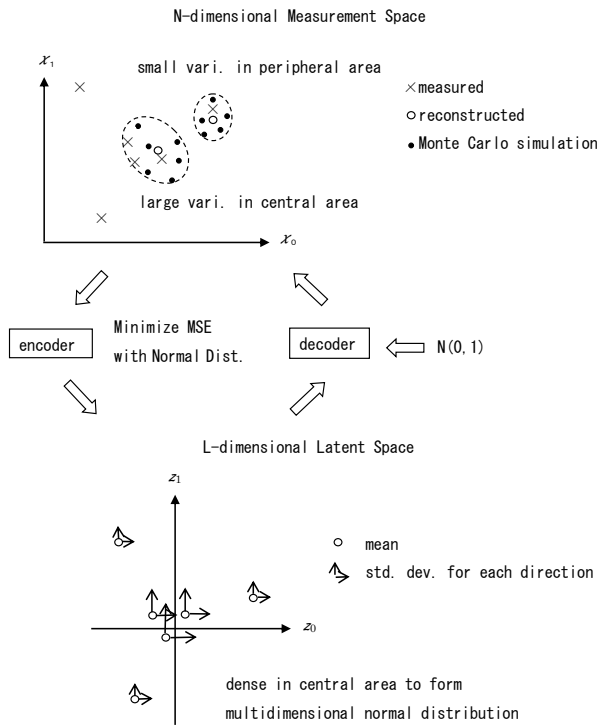 N-dimensional Measurement Space
x₁
small vari. in peripheral area
×measured
○reconstructed
●Monte Carlo simulation
large vari. in central area
x₀
encoder
Minimize MSE
with Normal Dist.
decoder
N(0,1)
L-dimensional Latent Space
z₁
mean
std. dev. for each direction
z₀
dense in central area to form
multidimensional normal distribution